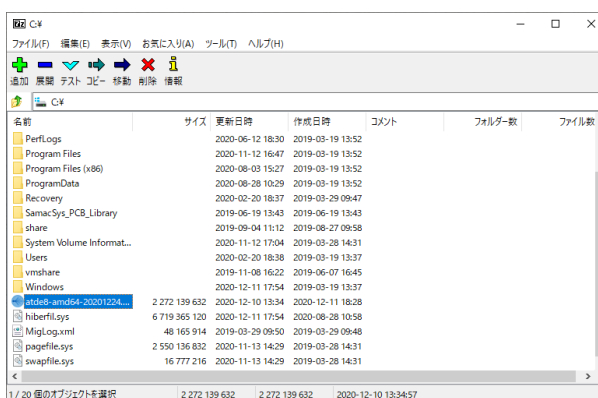 7z C:¥
ファイル(F) 編集(E) 表示(V) お気に入り(A) ツール(T) ヘルプ(H)
追加 展開 テスト コピー 移動 削除 情報
C:¥
名前 サイズ 更新日時 作成日時 コメント フォルダー数 ファイル数
PerfLogs 2020-06-12 18:30 2019-03-19 13:52
Program Files 2020-11-12 16:47 2019-03-19 13:52
Program Files (x86) 2020-08-03 15:27 2019-03-19 13:52
ProgramData 2020-08-28 10:29 2019-03-19 13:52
Recovery 2020-02-20 18:37 2019-03-29 09:47
SamacSys_PCB_Library 2019-06-19 13:43 2019-06-19 13:43
share 2019-09-04 11:12 2019-08-27 09:58
System Volume Informat... 2020-11-12 17:04 2019-03-28 14:31
Users 2020-02-20 18:38 2019-03-19 13:37
vmshare 2019-11-08 16:22 2019-06-07 16:45
Windows 2020-12-11 17:54 2019-03-19 13:37
atde8-amd64-20201224.... 2 272 139 632 2020-12-10 13:34 2020-12-11 18:28
hiberfil.sys 6 719 365 120 2020-12-11 17:54 2020-08-28 10:58
MigLog.xml 48 165 914 2019-03-29 09:50 2019-03-29 09:48
pagefile.sys 2 550 136 832 2020-11-13 14:29 2019-03-28 14:31
swapfile.sys 16 777 216 2020-11-13 14:29 2019-03-28 14:31
1 / 20 個のオブジェクトを選択 2 272 139 632 2 272 139 632 2020-12-10 13:34:57